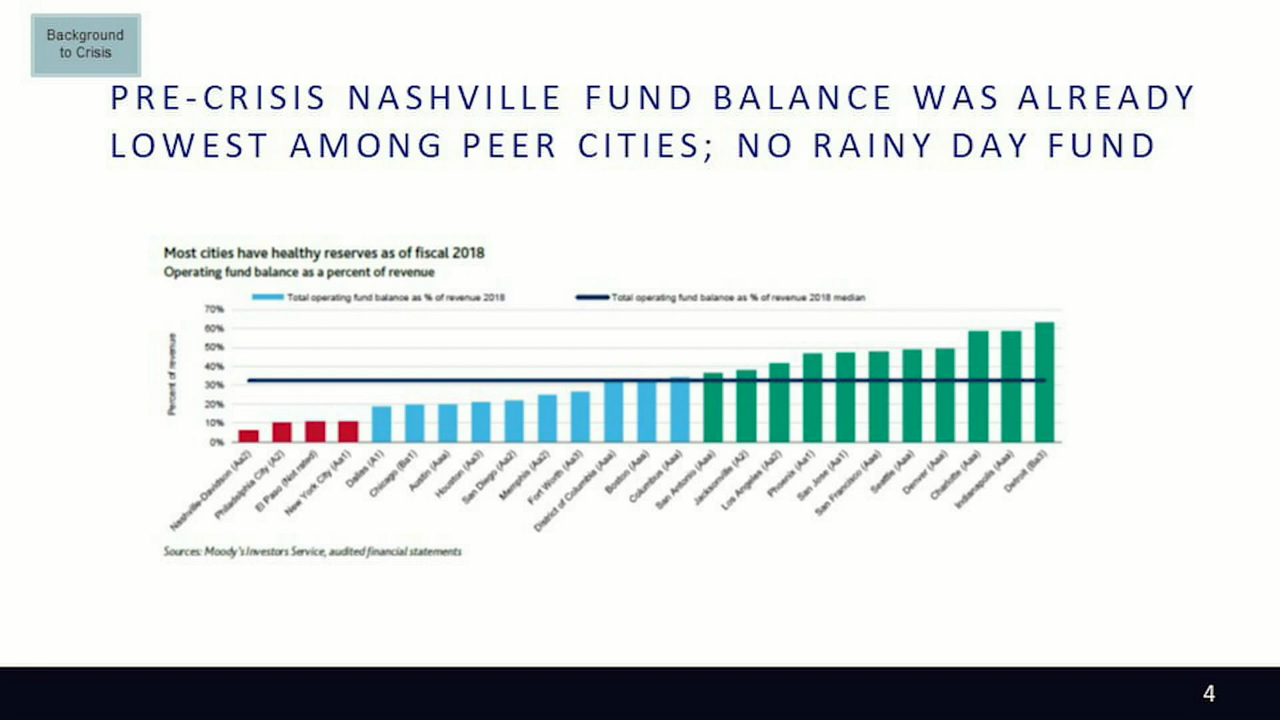 Background
to Crisis
PRE-CRISIS NASHVILLE FUND BALANCE WAS ALREADY
LOWEST AMONG PEER CITIES; NO RAINY DAY FUND
Most cities have healthy reserves as of fiscal 2018
Operating fund balance as a percent of revenue
Total operating fund balance as % of revenue 2018
Total operating fund balance as % of revenue 2018 median
Percent of revenue
70%
60%
50%
40%
30%
20%
10%
0%
Nashville-Davidson (Aa2)
Philadelphia City (A2)
El Paso (Not rated)
New York City (Aa1)
Dallas (A1)
Chicago (Ba1)
Austin (Aaa)
Houston (Aa3)
San Diego (Aa2)
Memphis (Aa2)
Fort Worth (Aa3)
District of Columbia (Aaa)
Boston (Aaa)
Columbus (Aaa)
San Antonio (Aaa)
Jacksonville (A2)
Los Angeles (Aa2)
Phoenix (Aa1)
San Jose (Aa1)
San Francisco (Aaa)
Seattle (Aaa)
Denver (Aaa)
Charlotte (Aaa)
Indianapolis (Aaa)
Detroit (Ba3)
Sources: Moody's Investors Service, audited financial statements
4